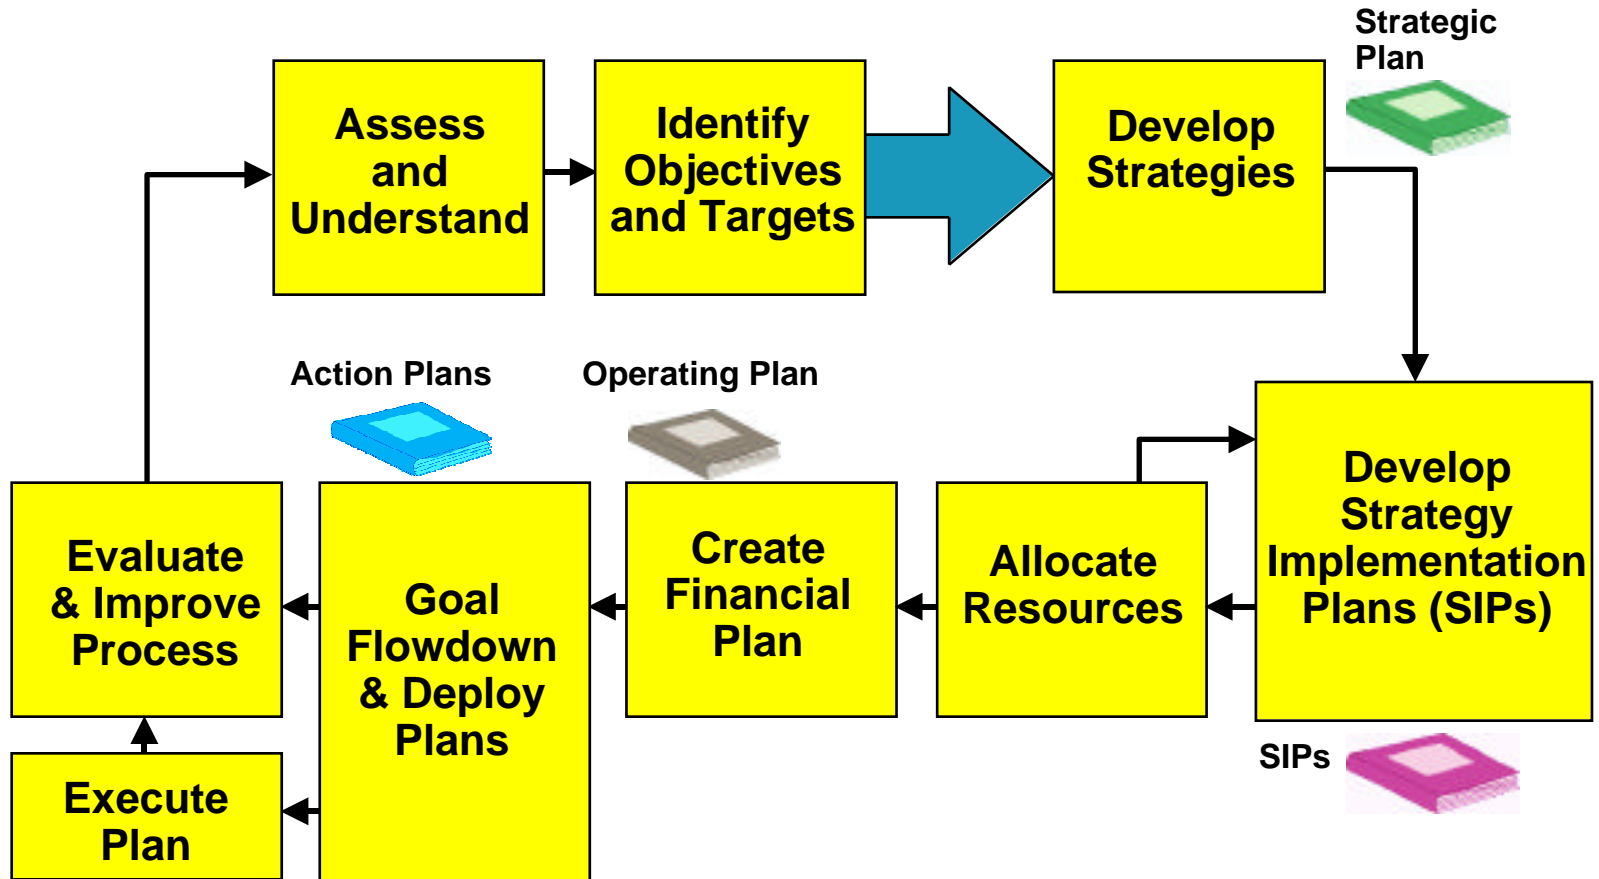 Strategic
Plan
Assess
and
Understand
Identify
Objectives
and Targets
Develop
Strategies
Action Plans
Operating Plan
Develop
Strategy
Implementation
Plans (SIPs)
Allocate
Resources
Create
Financial
Plan
Goal
Flowdown
& Deploy
Plans
Evaluate
& Improve
Process
Execute
Plan
SIPs